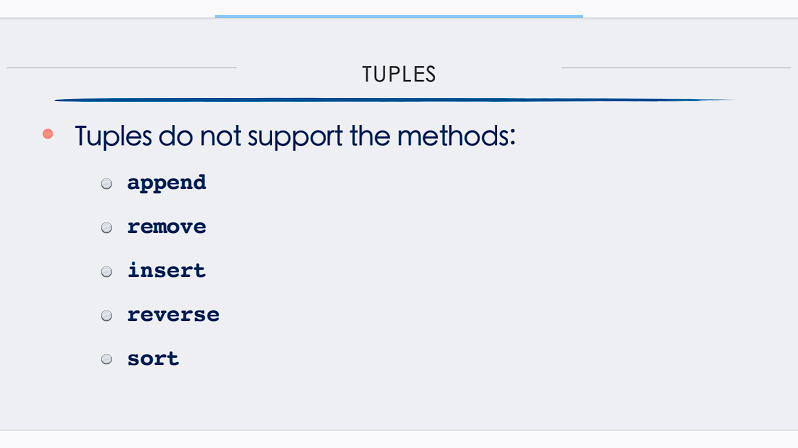 TUPLES
Tuples do not support the methods:
append
remove
insert
reverse
sort